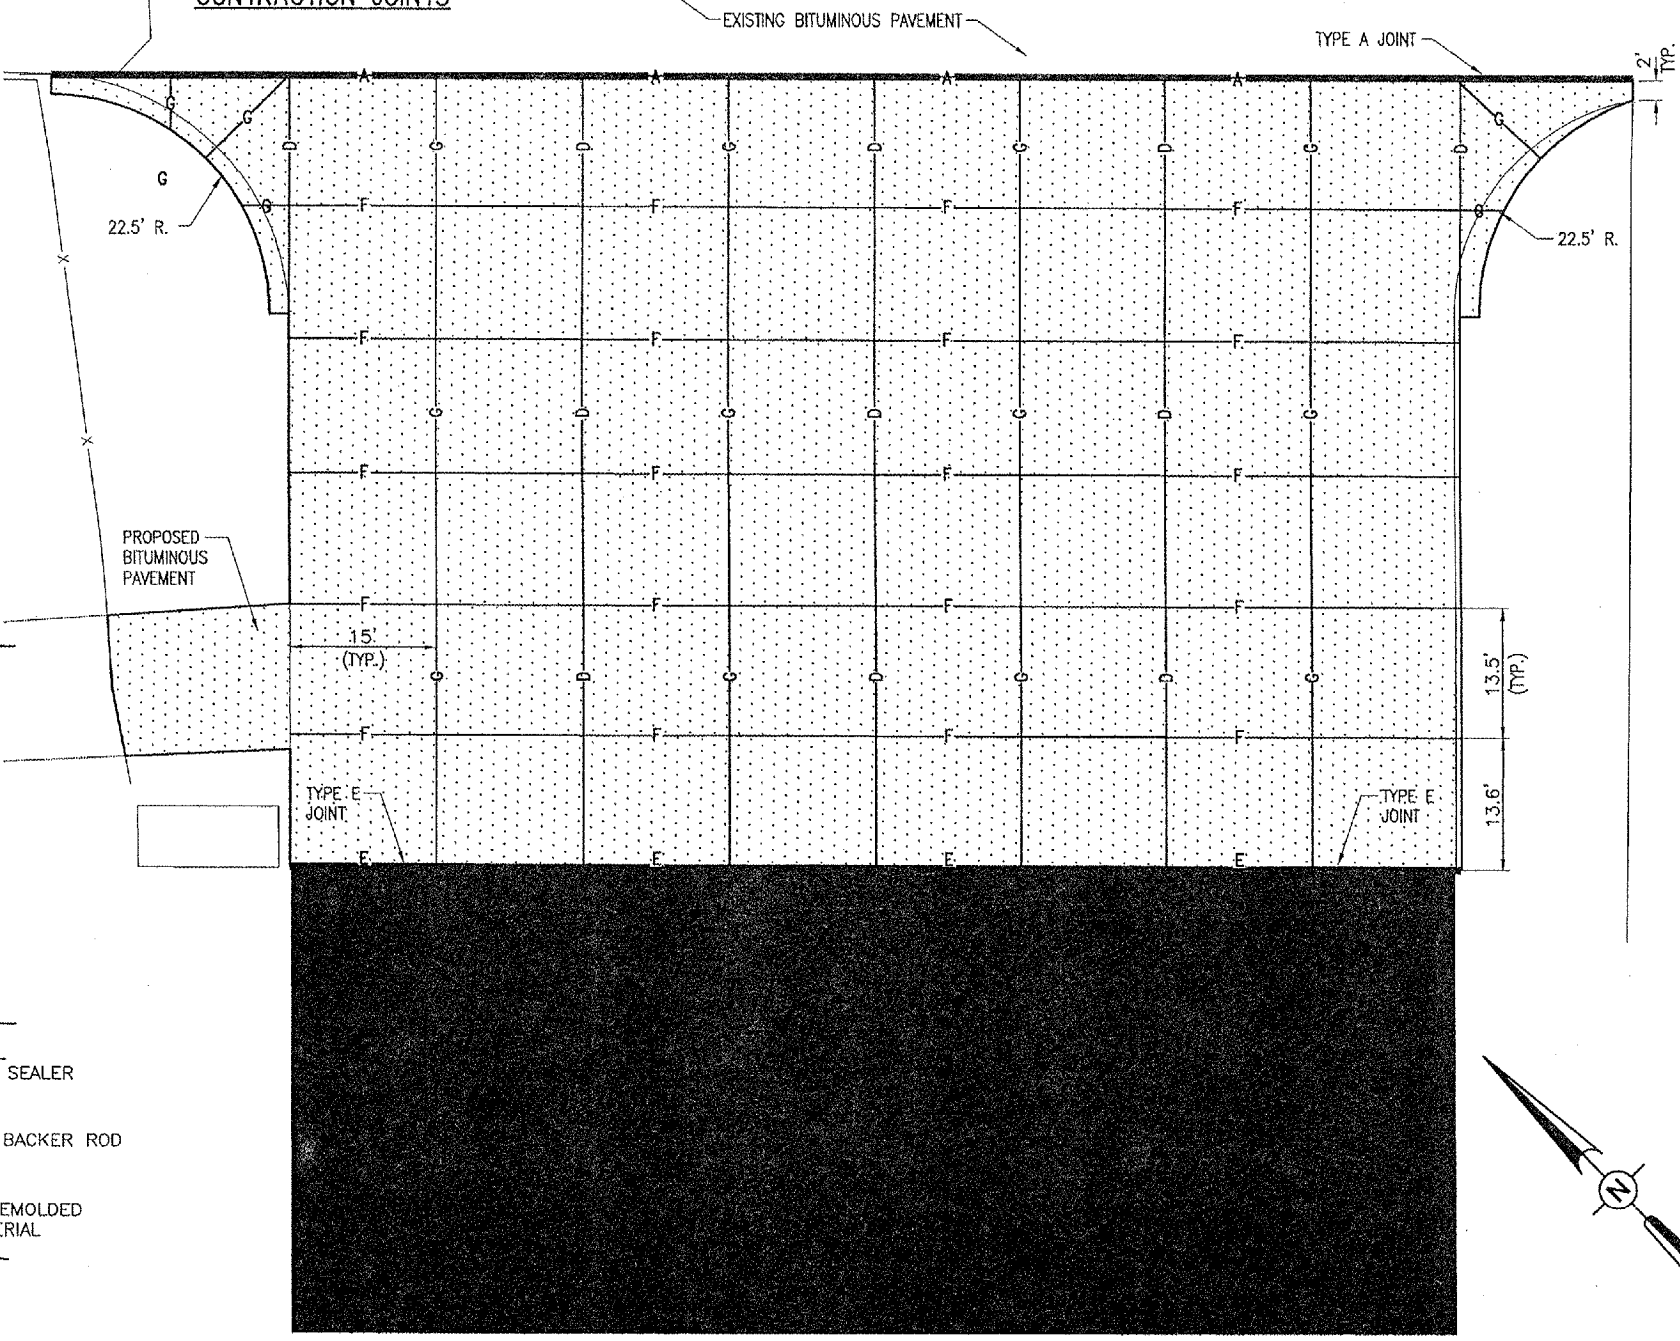 CONTRACTION JOINTS
EXISTING BITUMINOUS PAVEMENT
TYPE A JOINT
2'
TYP.
A A A A
G G G
D G D G D G D G D
G
G F F F F G
22.5' R.
22.5' R.
F F F F
G D G D G D G
F F F F
X
X
PROPOSED
BITUMINOUS
PAVEMENT
F F F F
15'
(TYP.)
13.5'
(TYP.)
G D G D G D G
F F F F
TYPE E
JOINT
TYPE E
JOINT
13.6'
E E E E
SEALER
BACKER ROD
EMOLDED
ERIAL
N